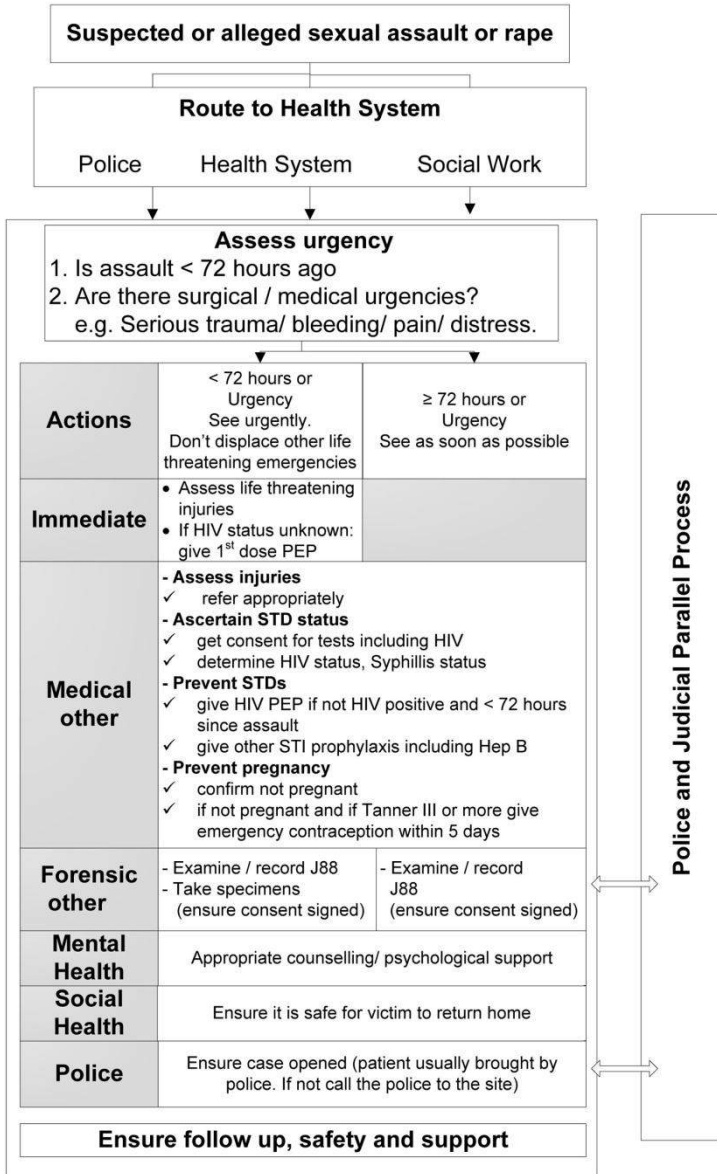 Suspected or alleged sexual assault or rape
Route to Health System
Police Health System Social Work
Assess urgency
1. Is assault < 72 hours ago
2. Are there surgical / medical urgencies?
e.g. Serious trauma/ bleeding/ pain/ distress.
Actions
< 72 hours or
Urgency
See urgently.
Don't displace other life
threatening emergencies
≥ 72 hours or
Urgency
See as soon as possible
Immediate
• Assess life threatening
injuries
• If HIV status unknown:
give 1st dose PEP
Medical
other
- Assess injuries
✓ refer appropriately
- Ascertain STD status
✓ get consent for tests including HIV
✓ determine HIV status, Syphillis status
- Prevent STDs
✓ give HIV PEP if not HIV positive and < 72 hours
since assault
✓ give other STI prophylaxis including Hep B
- Prevent pregnancy
✓ confirm not pregnant
✓ if not pregnant and if Tanner III or more give
emergency contraception within 5 days
Forensic
other
- Examine / record J88
- Take specimens
(ensure consent signed)
- Examine / record
J88
(ensure consent signed)
Mental
Health
Appropriate counselling/ psychological support
Social
Health
Ensure it is safe for victim to return home
Police
Ensure case opened (patient usually brought by
police. If not call the police to the site)
Ensure follow up, safety and support
Police and Judicial Parallel Process